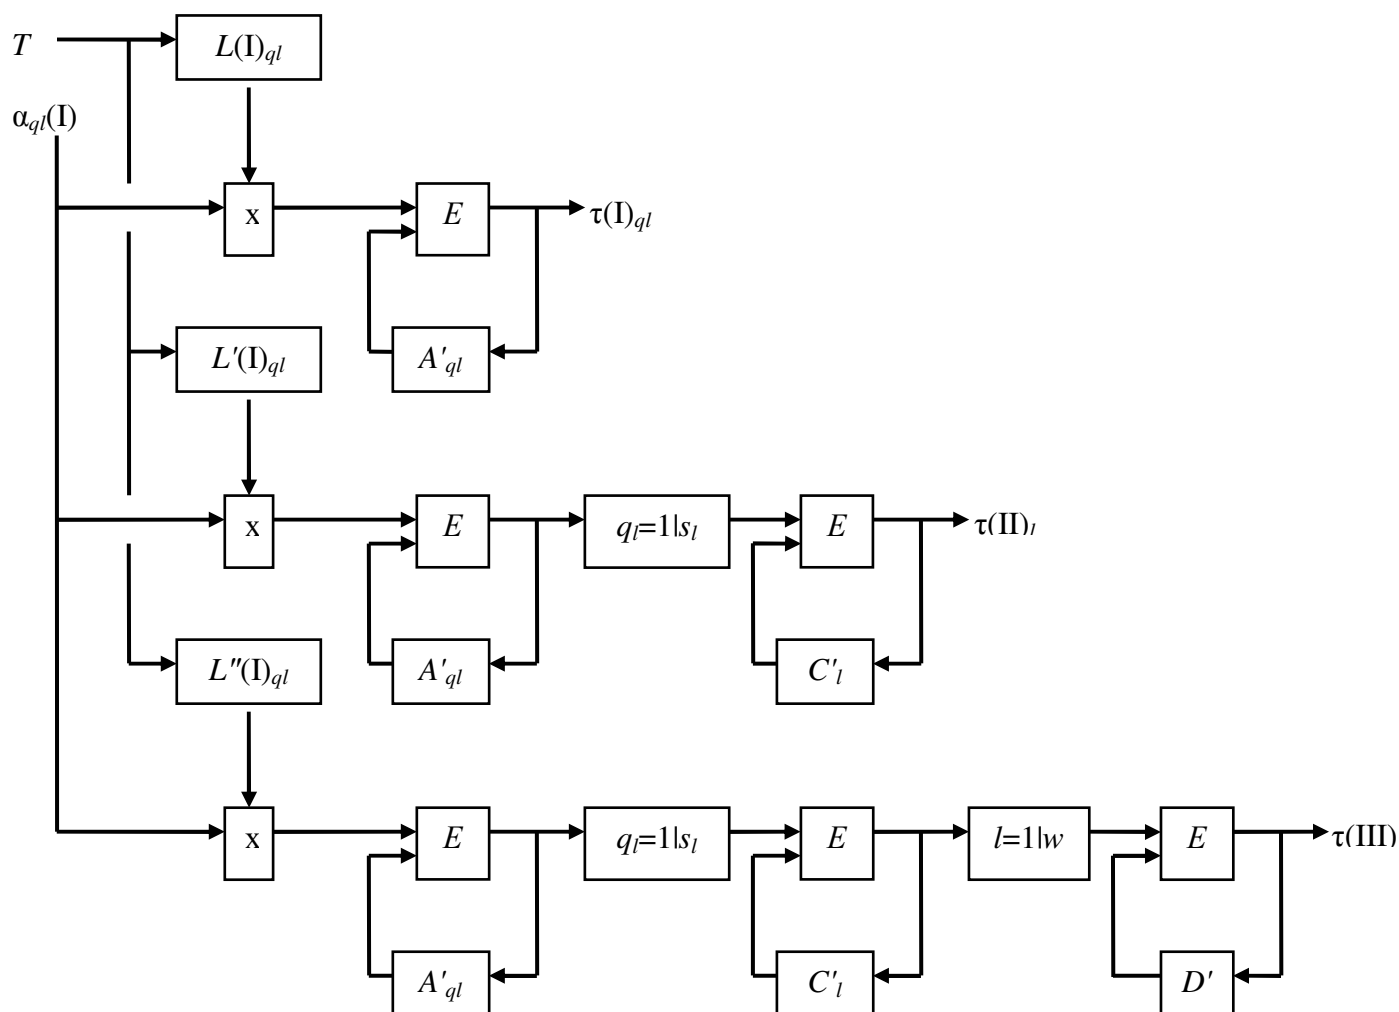 T
L(I)ql
αql(I)
x
E
τ(I)ql
L'(I)ql
A'ql
x
E
ql=1|sl
E
τ(II)l
L"(I)ql
A'ql
C'l
x
E
ql=1|sl
E
l=1|w
E
τ(III)
A'ql
C'l
D'